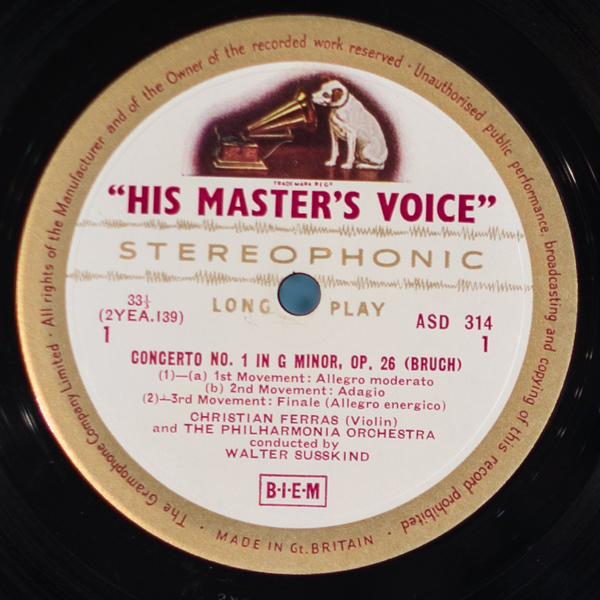 All rights of the Manufacturer and of the Owner of the recorded work reserved · Unauthorised public performance, broadcasting and copying of this record prohibited ·
TRADE MARK REGD
“HIS MASTER'S VOICE”
STEREOPHONIC
LONG PLAY
33⅓
(2YEA.139)
1
ASD 314
1
CONCERTO NO. 1 IN G MINOR, OP. 26 (BRUCH)
(1)—(a) 1st Movement: Allegro moderato
(b) 2nd Movement: Adagio
(2)—3rd Movement: Finale (Allegro energico)
CHRISTIAN FERRAS (Violin)
and THE PHILHARMONIA ORCHESTRA
conducted by
WALTER SUSSKIND
B·I·E·M
The Gramophone Company Limited ·
· MADE IN Gt. BRITAIN ·